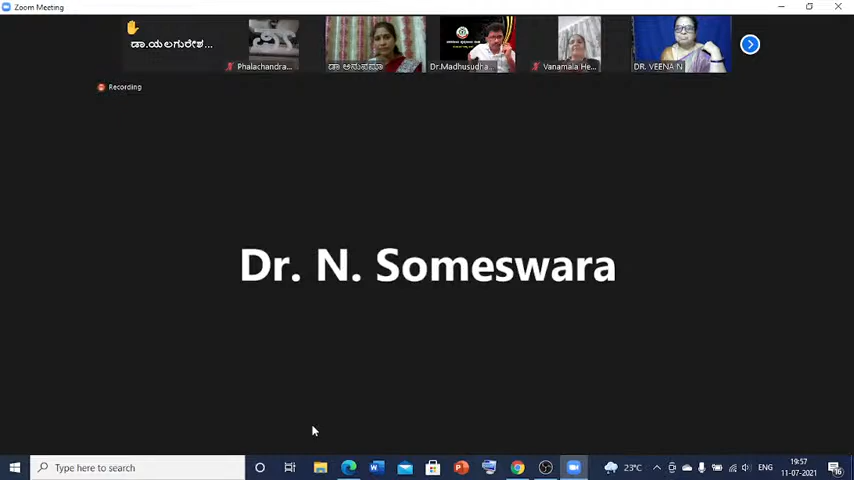 Zoom Meeting
ಡಾ.ಯಲಗುರೇಶ...
Phalachandra...
ಡಾ ಅನುಪಮಾ
Dr.Madhusudha...
Vanamala He...
DR. VEENA N
Recording
Dr. N. Someswara
Type here to search
23°C
ENG
19:57
11-07-2021
16